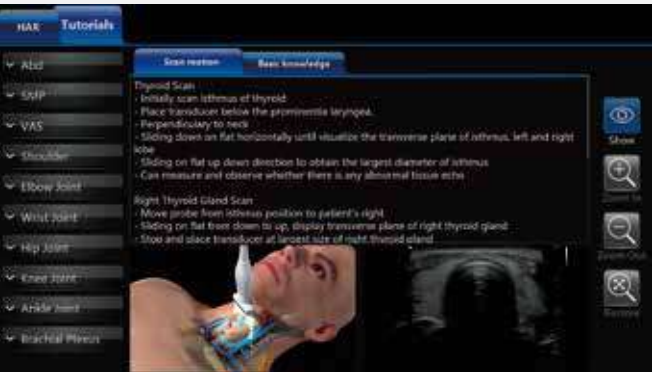 HAR
Tutorials
Abd
SMP
VAS
Shoulder
Elbow Joint
Wrist Joint
Hip Joint
Knee Joint
Ankle Joint
Brachial Plexus
Scan motion
Basic knowledge
Thyroid Scan
- Initially scan isthmus of thyroid
- Place transducer below the prominentia laryngea.
- Perpendiculary to neck
- Sliding down on flat horizontally until visualize the transverse plane of isthmus, left and right
lobe
- Sliding on flat up down direction to obtain the largest diameter of isthmus
- Can measure and observe whether there is any abnormal tissue echo
Right Thyroid Gland Scan
- Move probe from isthmus position to patient's right
- Sliding on flat from down to up, display transverse plane of right thyroid gland
- Stop and place transducer at largest size of right thyroid gland
Show
Zoom In
Zoom Out